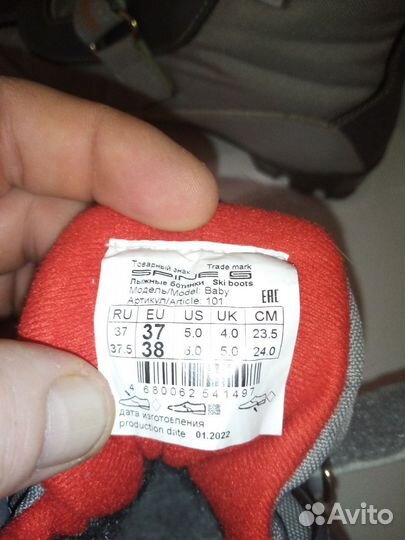 Товарный знак Trade mark
SPINE G
Лыжные ботинки Ski boots
Модель/Model: Baby
Артикул/Article: 101
EAC
RU EU US UK CM
37 37 5.0 4.0 23.5
37.5 38 6.0 5.0 24.0
4 680062 541497
дата изготовления
production date 01.2022
Avito